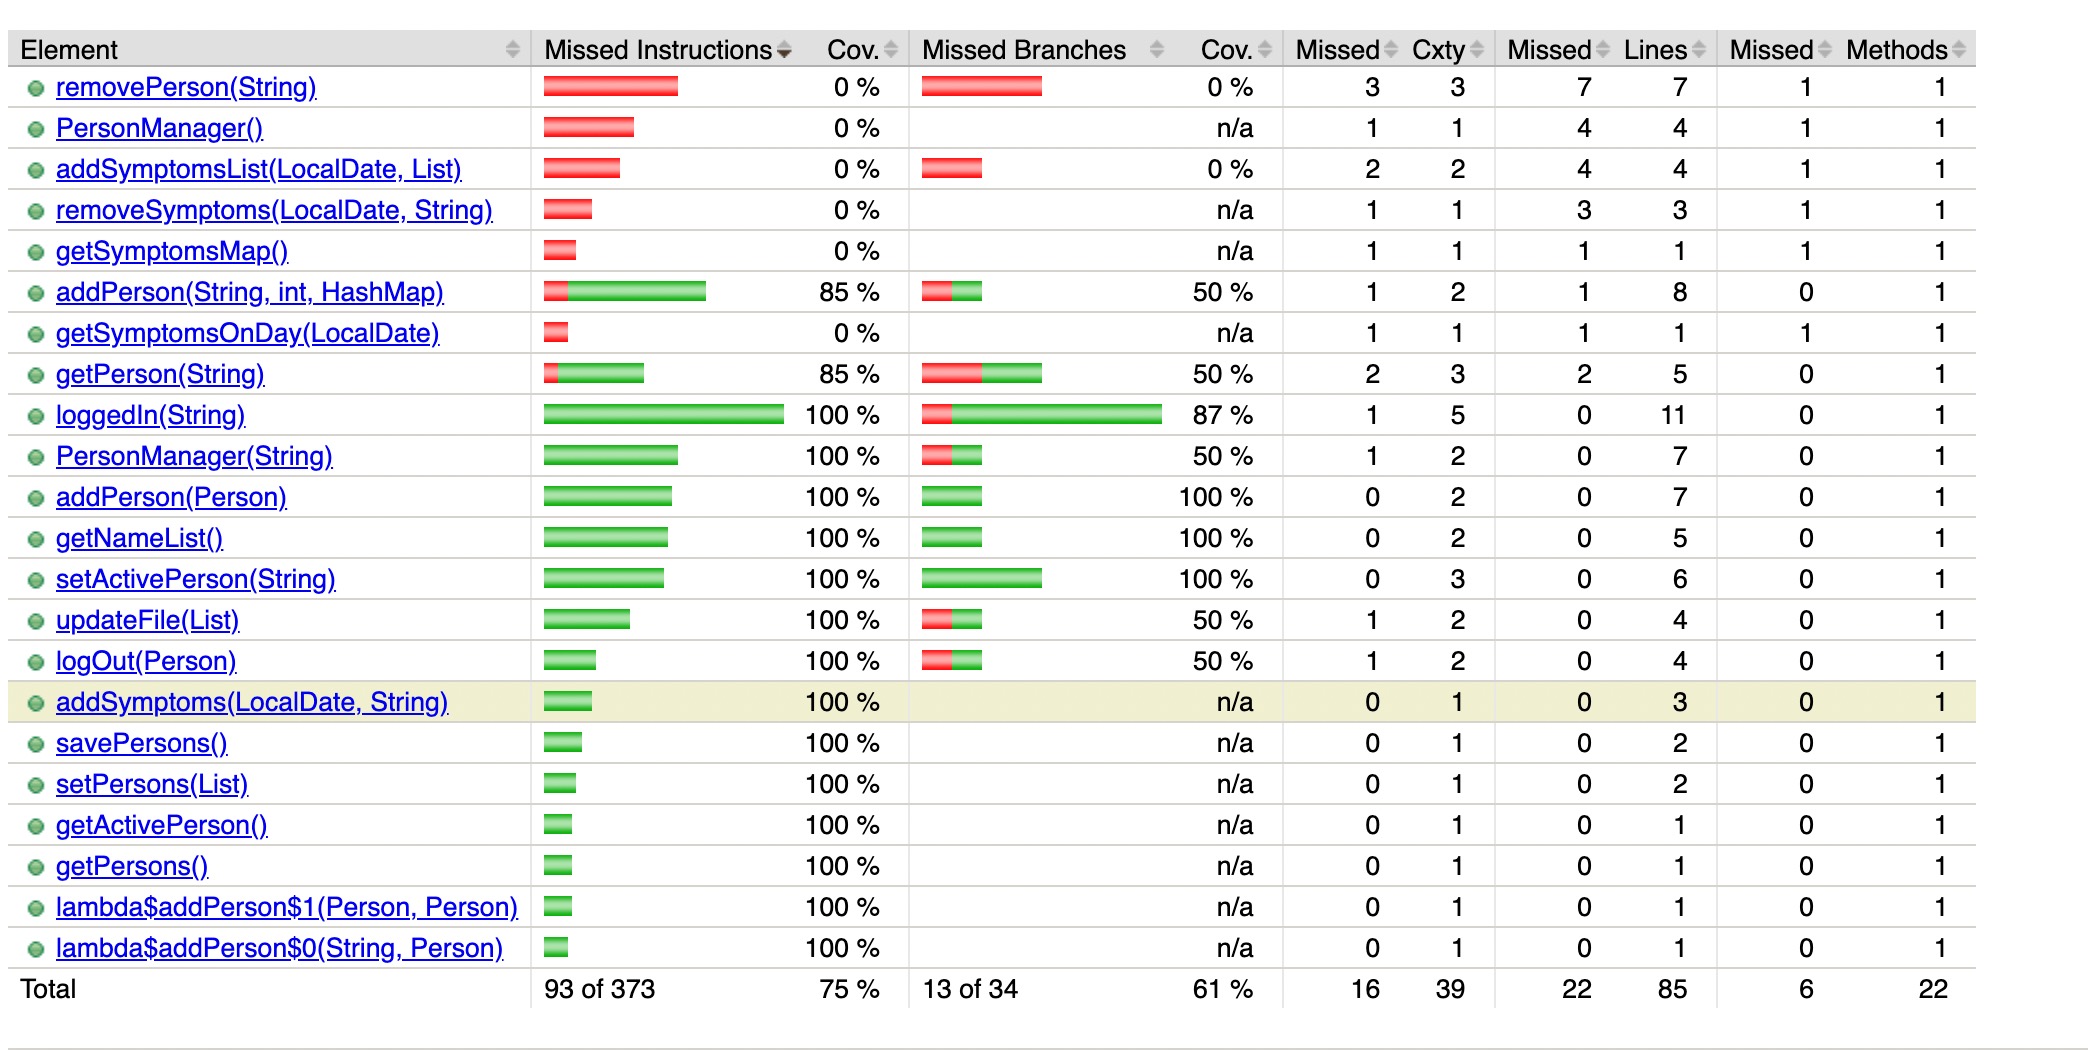 Element Missed Instructions Cov. Missed Branches Cov. Missed Cxty Missed Lines Missed Methods
removePerson(String) 0 % 0 % 3 3 7 7 1 1
PersonManager() 0 % n/a 1 1 4 4 1 1
addSymptomsList(LocalDate, List) 0 % 0 % 2 2 4 4 1 1
removeSymptoms(LocalDate, String) 0 % n/a 1 1 3 3 1 1
getSymptomsMap() 0 % n/a 1 1 1 1 1 1
addPerson(String, int, HashMap) 85 % 50 % 1 2 1 8 0 1
getSymptomsOnDay(LocalDate) 0 % n/a 1 1 1 1 1 1
getPerson(String) 85 % 50 % 2 3 2 5 0 1
loggedIn(String) 100 % 87 % 1 5 0 11 0 1
PersonManager(String) 100 % 50 % 1 2 0 7 0 1
addPerson(Person) 100 % 100 % 0 2 0 7 0 1
getNameList() 100 % 100 % 0 2 0 5 0 1
setActivePerson(String) 100 % 100 % 0 3 0 6 0 1
updateFile(List) 100 % 50 % 1 2 0 4 0 1
logOut(Person) 100 % 50 % 1 2 0 4 0 1
addSymptoms(LocalDate, String) 100 % n/a 0 1 0 3 0 1
savePersons() 100 % n/a 0 1 0 2 0 1
setPersons(List) 100 % n/a 0 1 0 2 0 1
getActivePerson() 100 % n/a 0 1 0 1 0 1
getPersons() 100 % n/a 0 1 0 1 0 1
lambda$addPerson$1(Person, Person) 100 % n/a 0 1 0 1 0 1
lambda$addPerson$0(String, Person) 100 % n/a 0 1 0 1 0 1
Total 93 of 373 75 % 13 of 34 61 % 16 39 22 85 6 22